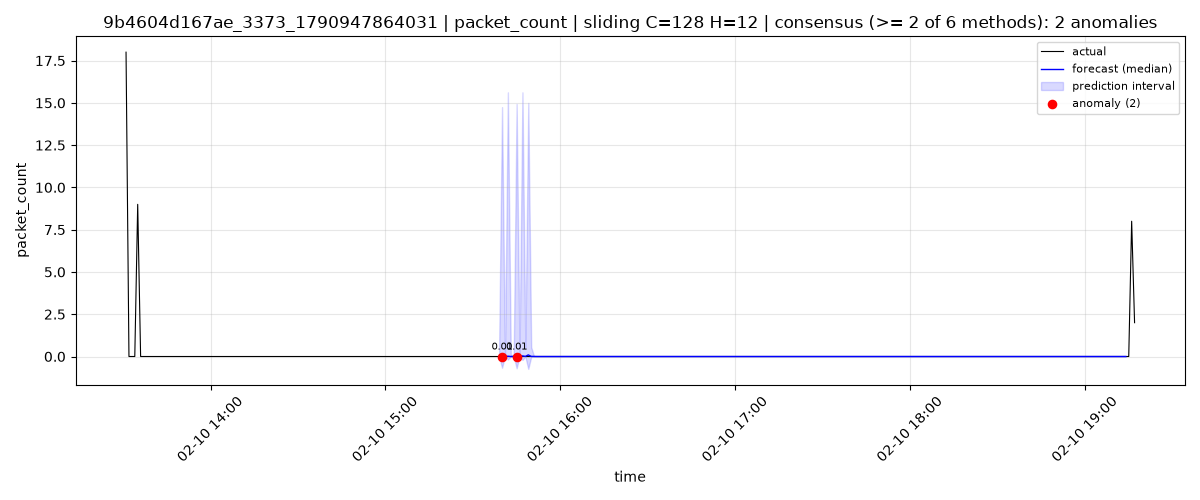 9b4604d167ae_3373_1790947864031 | packet_count | sliding C=128 H=12 | consensus (>= 2 of 6 methods): 2 anomalies
actual
forecast (median)
prediction interval
anomaly (2)
17.5
15.0
12.5
10.0
7.5
5.0
2.5
0.0
packet_count
02-10 14:00
02-10 15:00
02-10 16:00
02-10 17:00
02-10 18:00
02-10 19:00
time